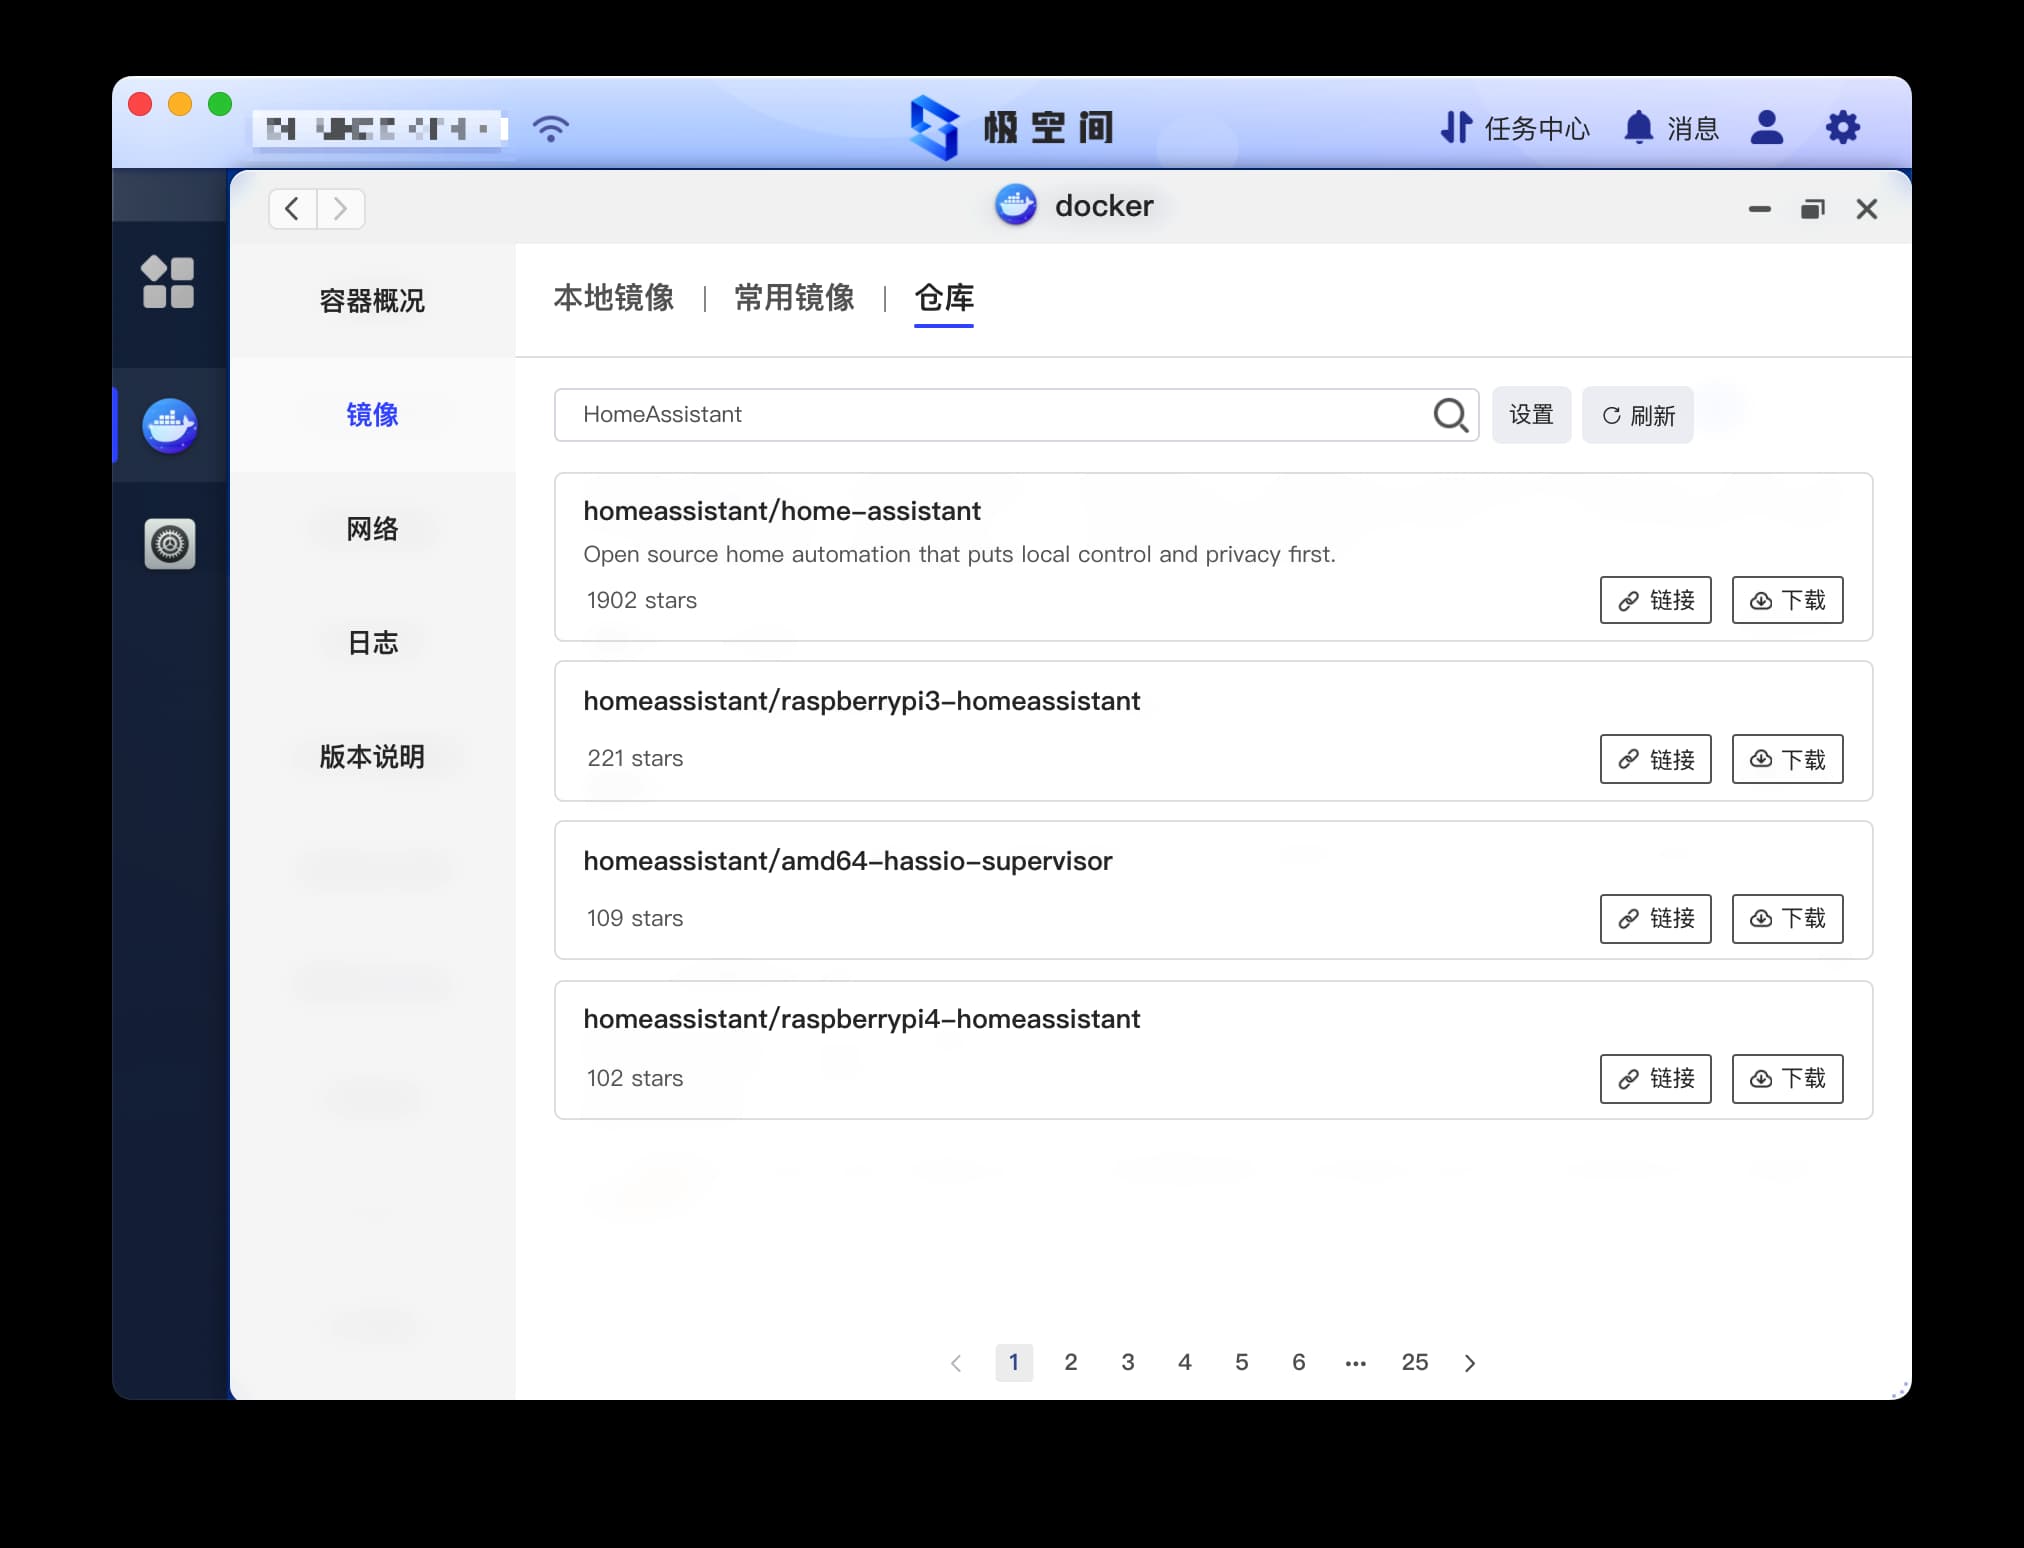 极空间
任务中心
消息
docker
容器概况
镜像
网络
日志
版本说明
本地镜像 | 常用镜像 | 仓库
HomeAssistant
设置
刷新
homeassistant/home-assistant
Open source home automation that puts local control and privacy first.
1902 stars
链接
下载
homeassistant/raspberrypi3-homeassistant
221 stars
链接
下载
homeassistant/amd64-hassio-supervisor
109 stars
链接
下载
homeassistant/raspberrypi4-homeassistant
102 stars
链接
下载
1 2 3 4 5 6 ··· 25